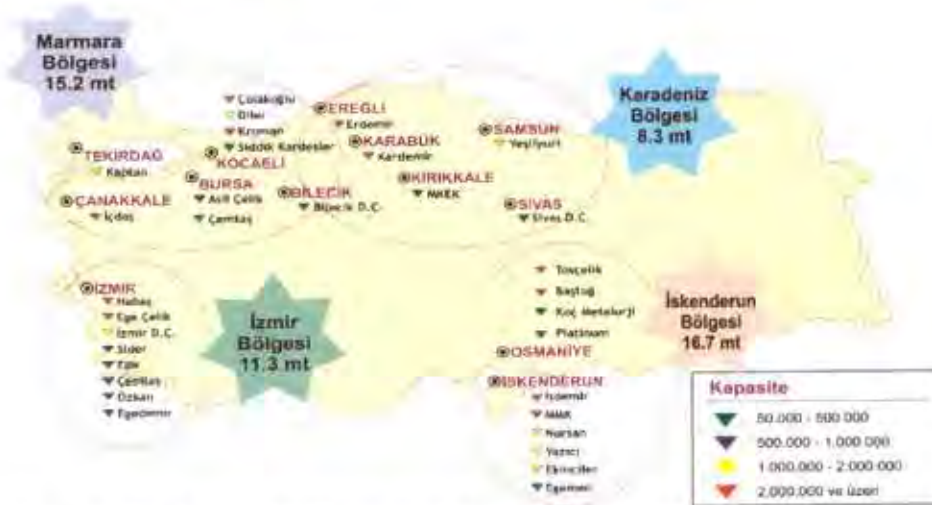 Marmara
Bölgesi
15.2 mt
Karadeniz
Bölgesi
8.3 mt
Çolakoğlu
Diler
Kroman
Sıddık Kardeşler
KOCAELİ
EREĞLİ
Erdemir
KARABÜK
Kardemir
SAMSUN
Yeşilyurt
TEKİRDAĞ
Kaptan
BURSA
Asil Çelik
Çemtaş
BİLECİK
Bilecik D.Ç.
KIRIKKALE
MKEK
ÇANAKKALE
İçdaş
SİVAS
Sivas D.Ç.
İZMİR
Habaş
Ege Çelik
İzmir D.Ç.
Sider
Özkan
Egedemir
İzmir
Bölgesi
11.3 mt
Tosçelik
Baştuğ
Koç Metalurji
Platinum
OSMANİYE
İskenderun
Bölgesi
16.7 mt
İSKENDERUN
İsdemir
MMK
Nursan
Yazıcı
Ekinciler
Kapasite
50.000 - 500.000
500.000 - 1.000.000
1.000.000 - 2.000.000
2.000.000 ve üzeri